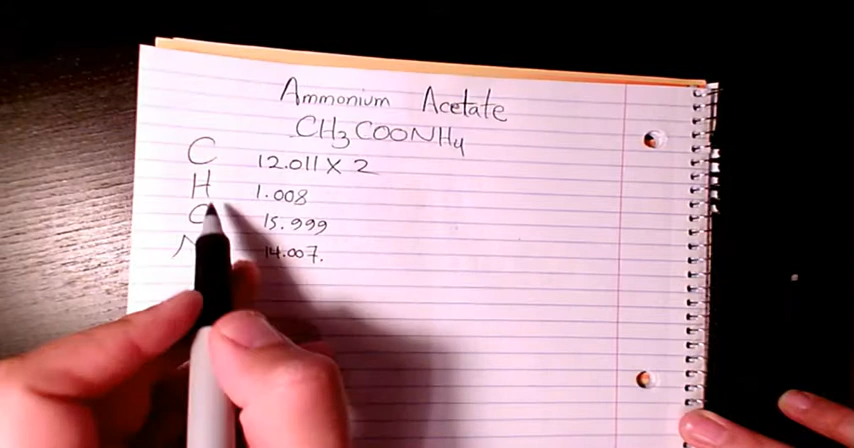 Ammonium Acetate
CH3COONH4
C 12.011 X 2
H 1.008
15.999
14.007.